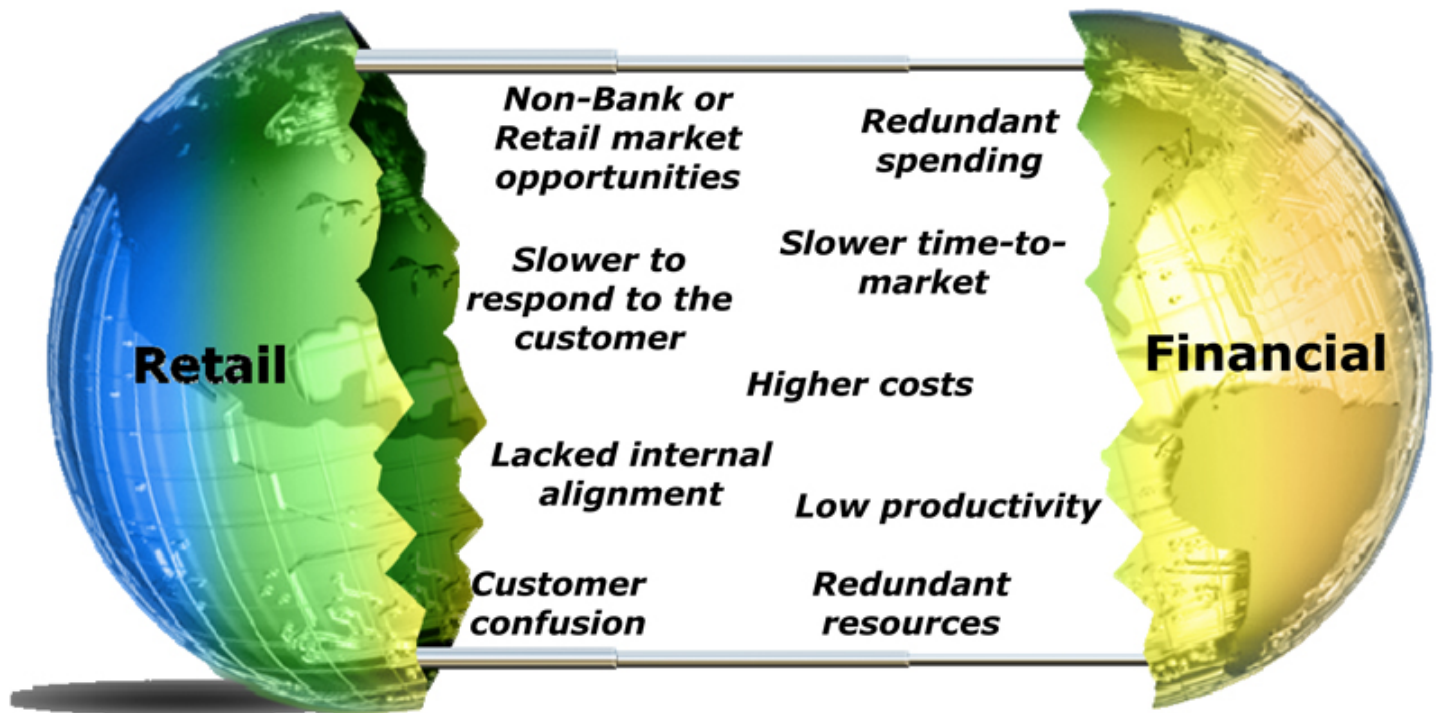 Non-Bank or
Retail market
opportunities
Redundant
spending
Slower to
respond to the
customer
Slower time-to-
market
Retail
Financial
Higher costs
Lacked internal
alignment
Low productivity
Customer
confusion
Redundant
resources